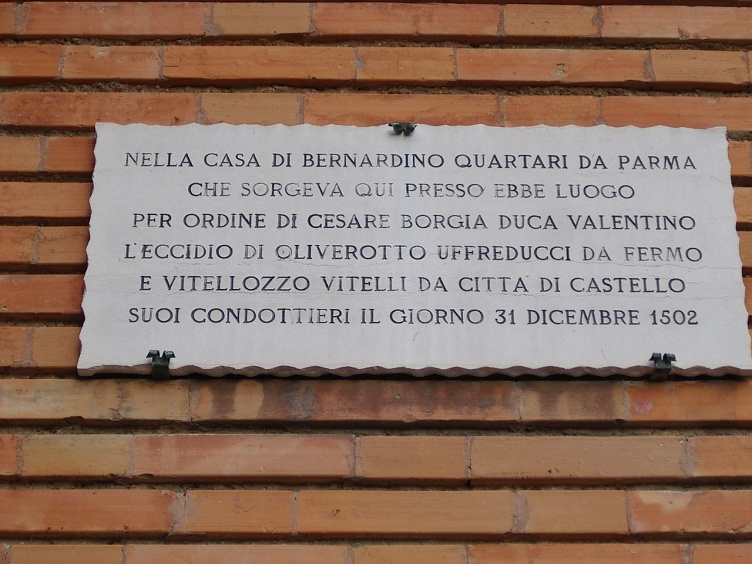 NELLA CASA DI BERNARDINO QUARTARI DA PARMA
CHE SORGEVA QUI PRESSO EBBE LUOGO
PER ORDINE DI CESARE BORGIA DUCA VALENTINO
L'ECCIDIO DI OLIVEROTTO UFFREDUCCI DA FERMO
E VITELLOZZO VITELLI DA CITTÀ DI CASTELLO
SUOI CONDOTTIERI IL GIORNO 31 DICEMBRE 1502